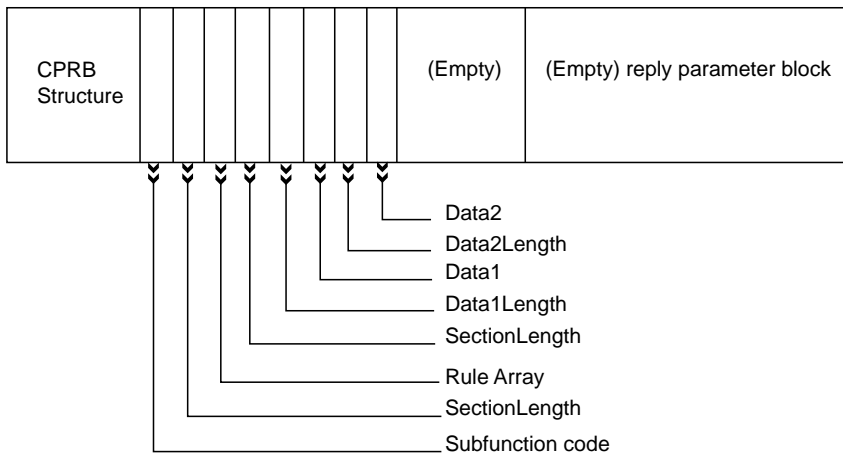 CPRB
Structure
(Empty)
(Empty) reply parameter block
Data2
Data2Length
Data1
Data1Length
SectionLength
Rule Array
SectionLength
Subfunction code